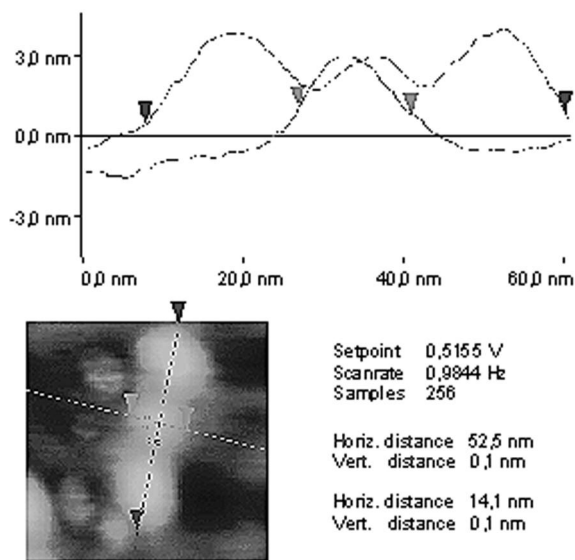 3,0 nm
0,0 nm
-3,0 nm
0,0 nm 20,0 nm 40,0 nm 60,0 nm
Setpoint 0,5155 V
Scanrate 0,9844 Hz
Samples 256
Horiz. distance 52,5 nm
Vert. distance 0,1 nm
Horiz. distance 14,1 nm
Vert. distance 0,1 nm